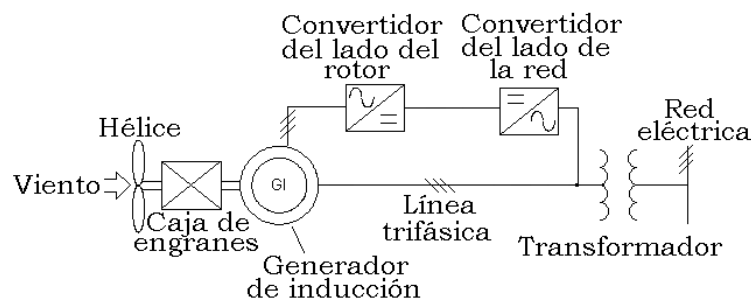 Convertidor
del lado del
rotor
Convertidor
del lado de
la red
Hélice
Red
eléctrica
Viento
GI
Caja de
engranes
Línea
trifásica
Transformador
Generador
de inducción